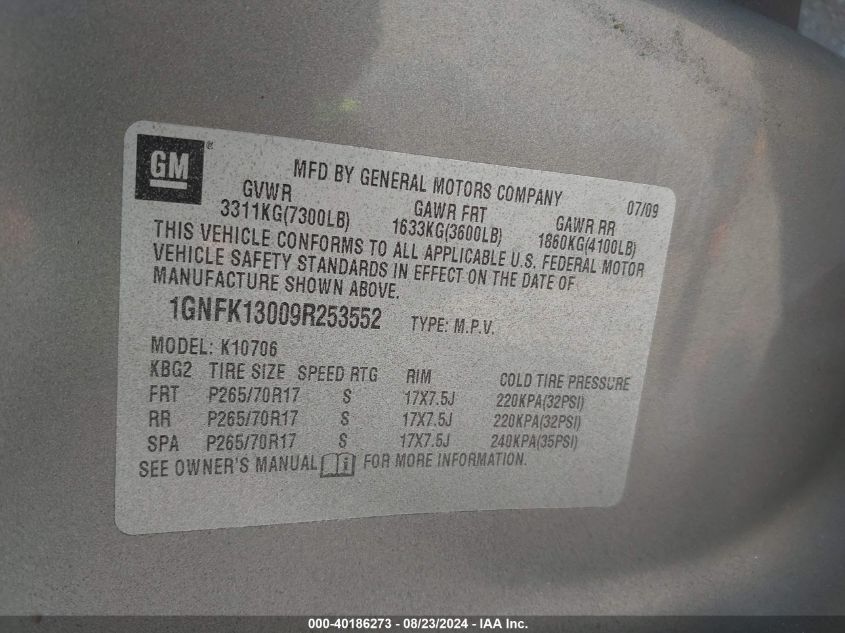 GM®
MFD BY GENERAL MOTORS COMPANY 07/09
GVWR GAWR FRT GAWR RR
3311KG(7300LB) 1633KG(3600LB) 1860KG(4100LB)
THIS VEHICLE CONFORMS TO ALL APPLICABLE U.S. FEDERAL MOTOR
VEHICLE SAFETY STANDARDS IN EFFECT ON THE DATE OF
MANUFACTURE SHOWN ABOVE.
1GNFK13009R253552 TYPE: M.P.V.
MODEL: K10706
KBG2 TIRE SIZE SPEED RTG RIM COLD TIRE PRESSURE
FRT P265/70R17 S 17X7.5J 220KPA(32PSI)
RR P265/70R17 S 17X7.5J 220KPA(32PSI)
SPA P265/70R17 S 17X7.5J 240KPA(35PSI)
SEE OWNER'S MANUAL FOR MORE INFORMATION.
000-40186273 - 08/23/2024 - IAA Inc.